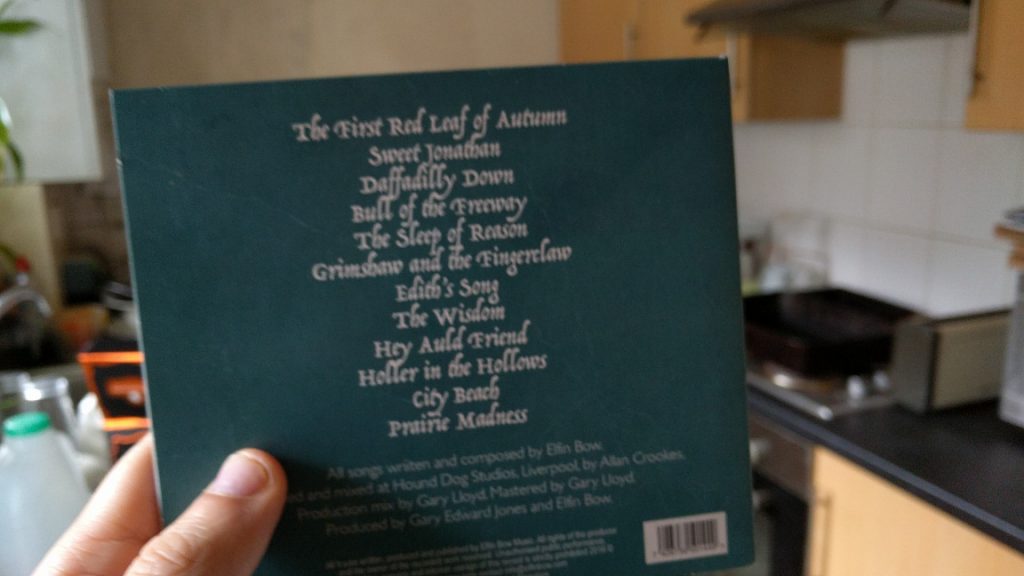 The First Red Leaf of Autumn
Sweet Jonathan
Daffadilly Down
Bull of the Freeway
The Sleep of Reason
Grimshaw and the Fingerclaw
Edith's Song
The Wisdom
Hey Auld Friend
Holler in the Hollows
City Beach
Prairie Madness
All songs written and composed by Elfin Bow.
and mixed at Hound Dog Studios, Liverpool, by Allan Crookes.
Production mix by Gary Lloyd. Mastered by Gary Lloyd.
Produced by Gary Edward Jones and Elfin Bow.